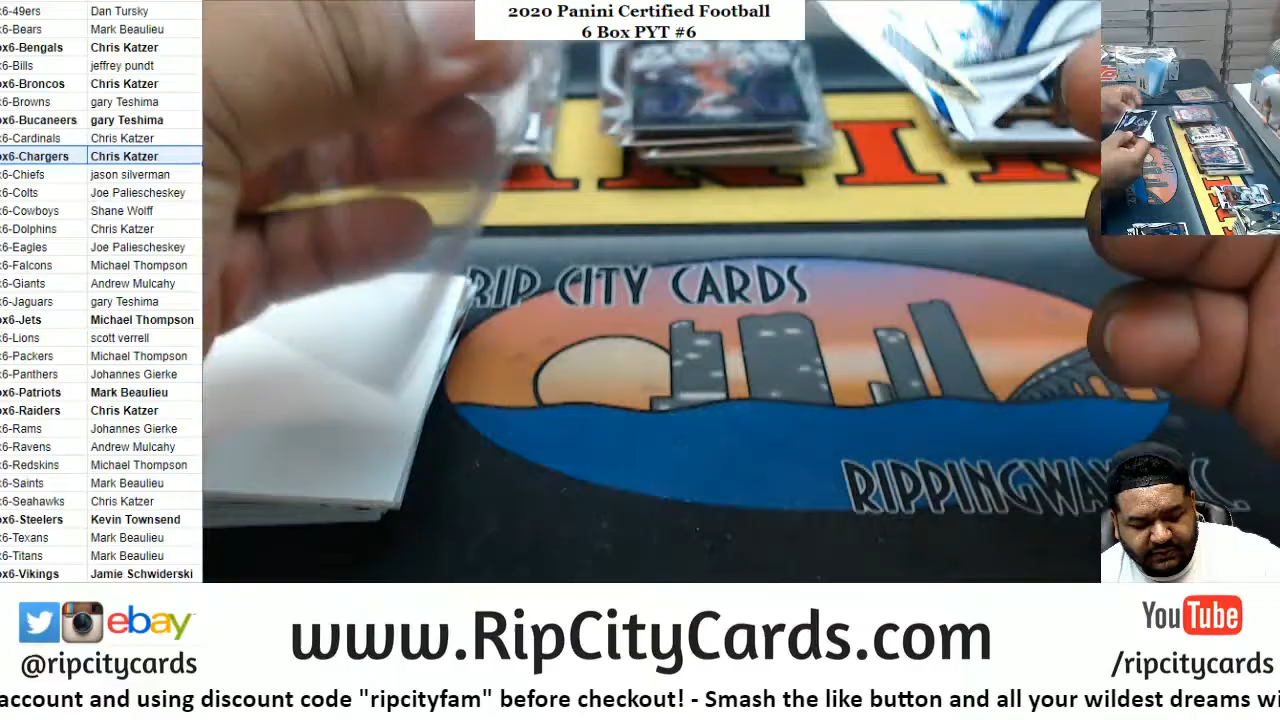 2020 Panini Certified Football
6 Box PYT #6
x6-49ers Dan Tursky
x6-Bears Mark Beaulieu
ox6-Bengals Chris Katzer
x6-Bills jeffrey pundt
ox6-Broncos Chris Katzer
x6-Browns gary Teshima
ox6-Bucaneers gary Teshima
x6-Cardinals Chris Katzer
ox6-Chargers Chris Katzer
x6-Chiefs jason silverman
x6-Colts Joe Paliescheskey
x6-Cowboys Shane Wolff
x6-Dolphins Chris Katzer
x6-Eagles Joe Paliescheskey
x6-Falcons Michael Thompson
x6-Giants Andrew Mulcahy
x6-Jaguars gary Teshima
ox6-Jets Michael Thompson
x6-Lions scott verrell
x6-Packers Michael Thompson
x6-Panthers Johannes Gierke
ox6-Patriots Mark Beaulieu
ox6-Raiders Chris Katzer
x6-Rams Johannes Gierke
x6-Ravens Andrew Mulcahy
x6-Redskins Michael Thompson
x6-Saints Mark Beaulieu
x6-Seahawks Chris Katzer
ox6-Steelers Kevin Townsend
x6-Texans Mark Beaulieu
x6-Titans Mark Beaulieu
ox6-Vikings Jamie Schwiderski
RIP CITY CARDS
RIPPINGWA
ebay
@ripcitycards
www.RipCityCards.com
YouTube
/ripcitycards
account and using discount code "ripcityfam" before checkout! - Smash the like button and all your wildest dreams wi